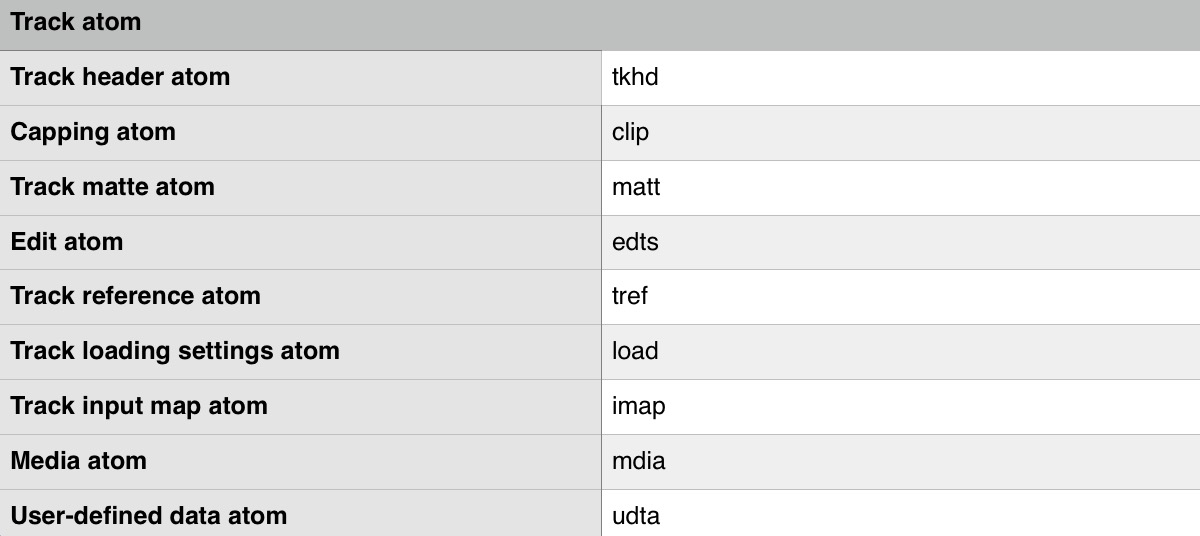 Track atom
Track header atom tkhd
Capping atom clip
Track matte atom matt
Edit atom edts
Track reference atom tref
Track loading settings atom load
Track input map atom imap
Media atom mdia
User-defined data atom udta